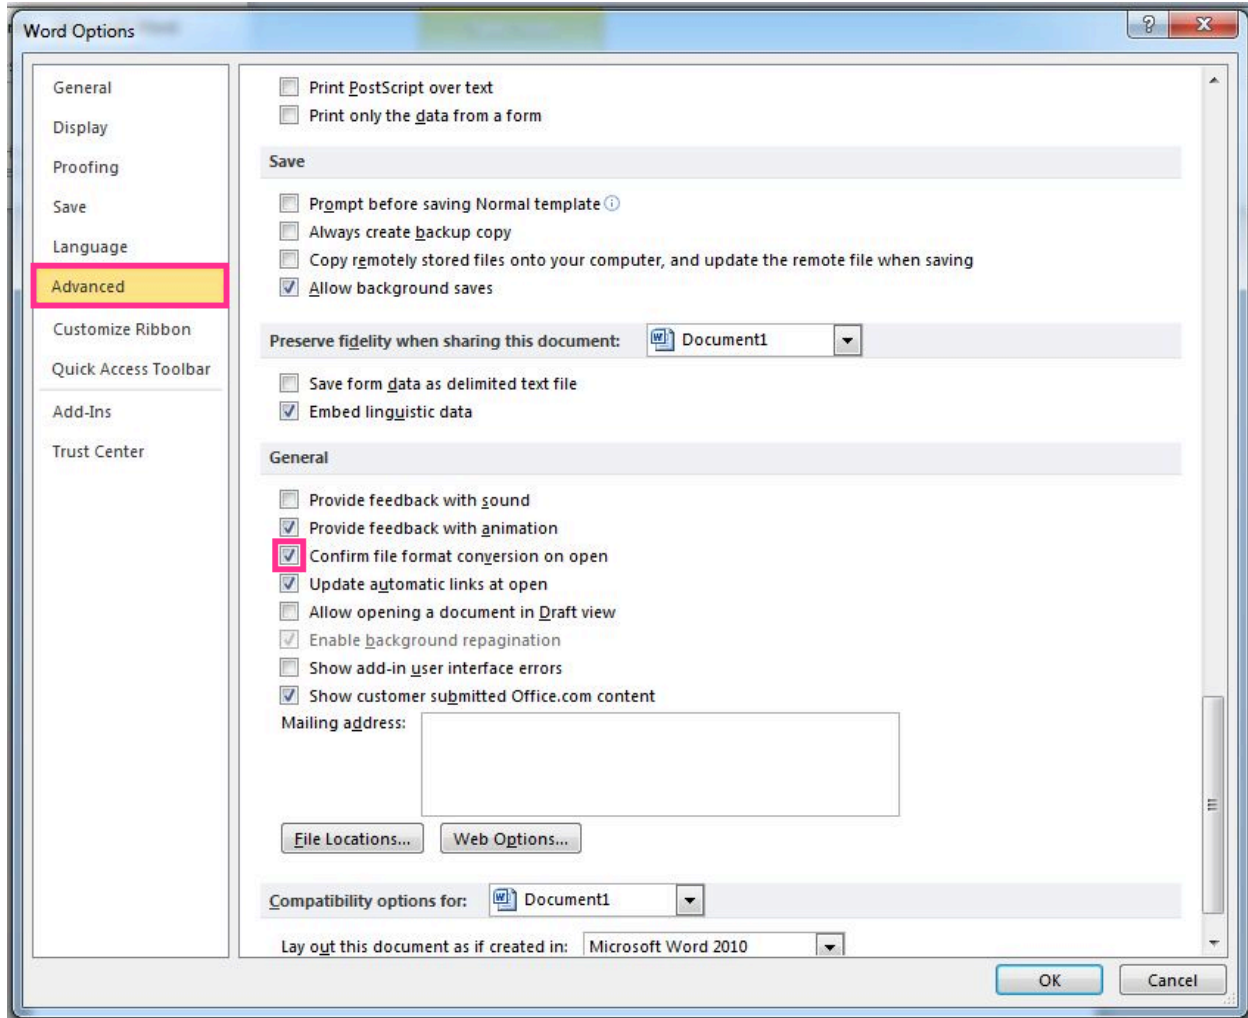 Word Options
General
Display
Proofing
Save
Language
Advanced
Customize Ribbon
Quick Access Toolbar
Add-Ins
Trust Center
Print PostScript over text
Print only the data from a form
Save
Prompt before saving Normal template
Always create backup copy
Copy remotely stored files onto your computer, and update the remote file when saving
Allow background saves
Preserve fidelity when sharing this document: Document1
Save form data as delimited text file
Embed linguistic data
General
Provide feedback with sound
Provide feedback with animation
Confirm file format conversion on open
Update automatic links at open
Allow opening a document in Draft view
Enable background repagination
Show add-in user interface errors
Show customer submitted Office.com content
Mailing address:
File Locations... Web Options...
Compatibility options for: Document1
Lay out this document as if created in: Microsoft Word 2010
OK Cancel